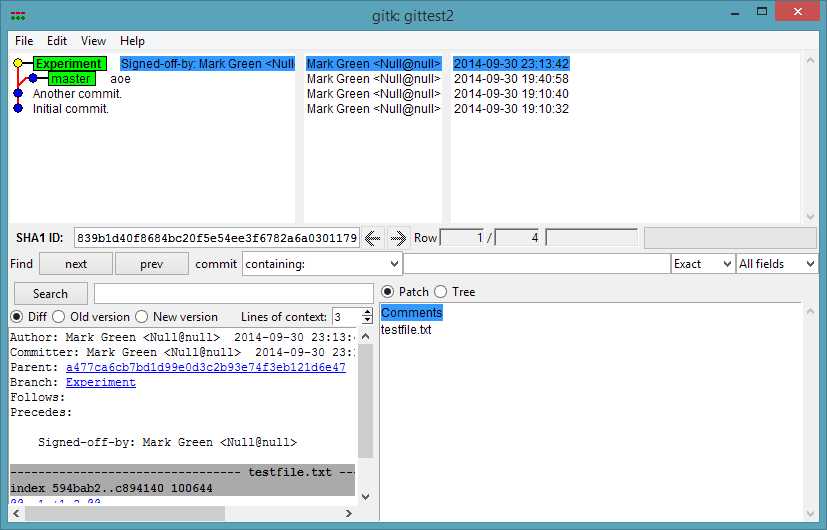 gitk: gittest2
File Edit View Help
Experiment Signed-off-by: Mark Green <Null Mark Green <Null@null> 2014-09-30 23:13:42
master aoe Mark Green <Null@null> 2014-09-30 19:40:58
Another commit. Mark Green <Null@null> 2014-09-30 19:10:40
Initial commit. Mark Green <Null@null> 2014-09-30 19:10:32
SHA1 ID: 839b1d40f8684bc20f5e54ee3f6782a6a0301179 Row 1 / 4
Find next prev commit containing: Exact All fields
Search Patch Tree
Diff Old version New version Lines of context: 3
Comments
testfile.txt
Author: Mark Green <Null@null> 2014-09-30 23:13:
Committer: Mark Green <Null@null> 2014-09-30 23:
Parent: a477ca6cb7bd1d99e0d3c2b93e74f3eb121d6e47
Branch: Experiment
Follows:
Precedes:
Signed-off-by: Mark Green <Null@null>
--------------------------------- testfile.txt --
index 594bab2..c894140 100644